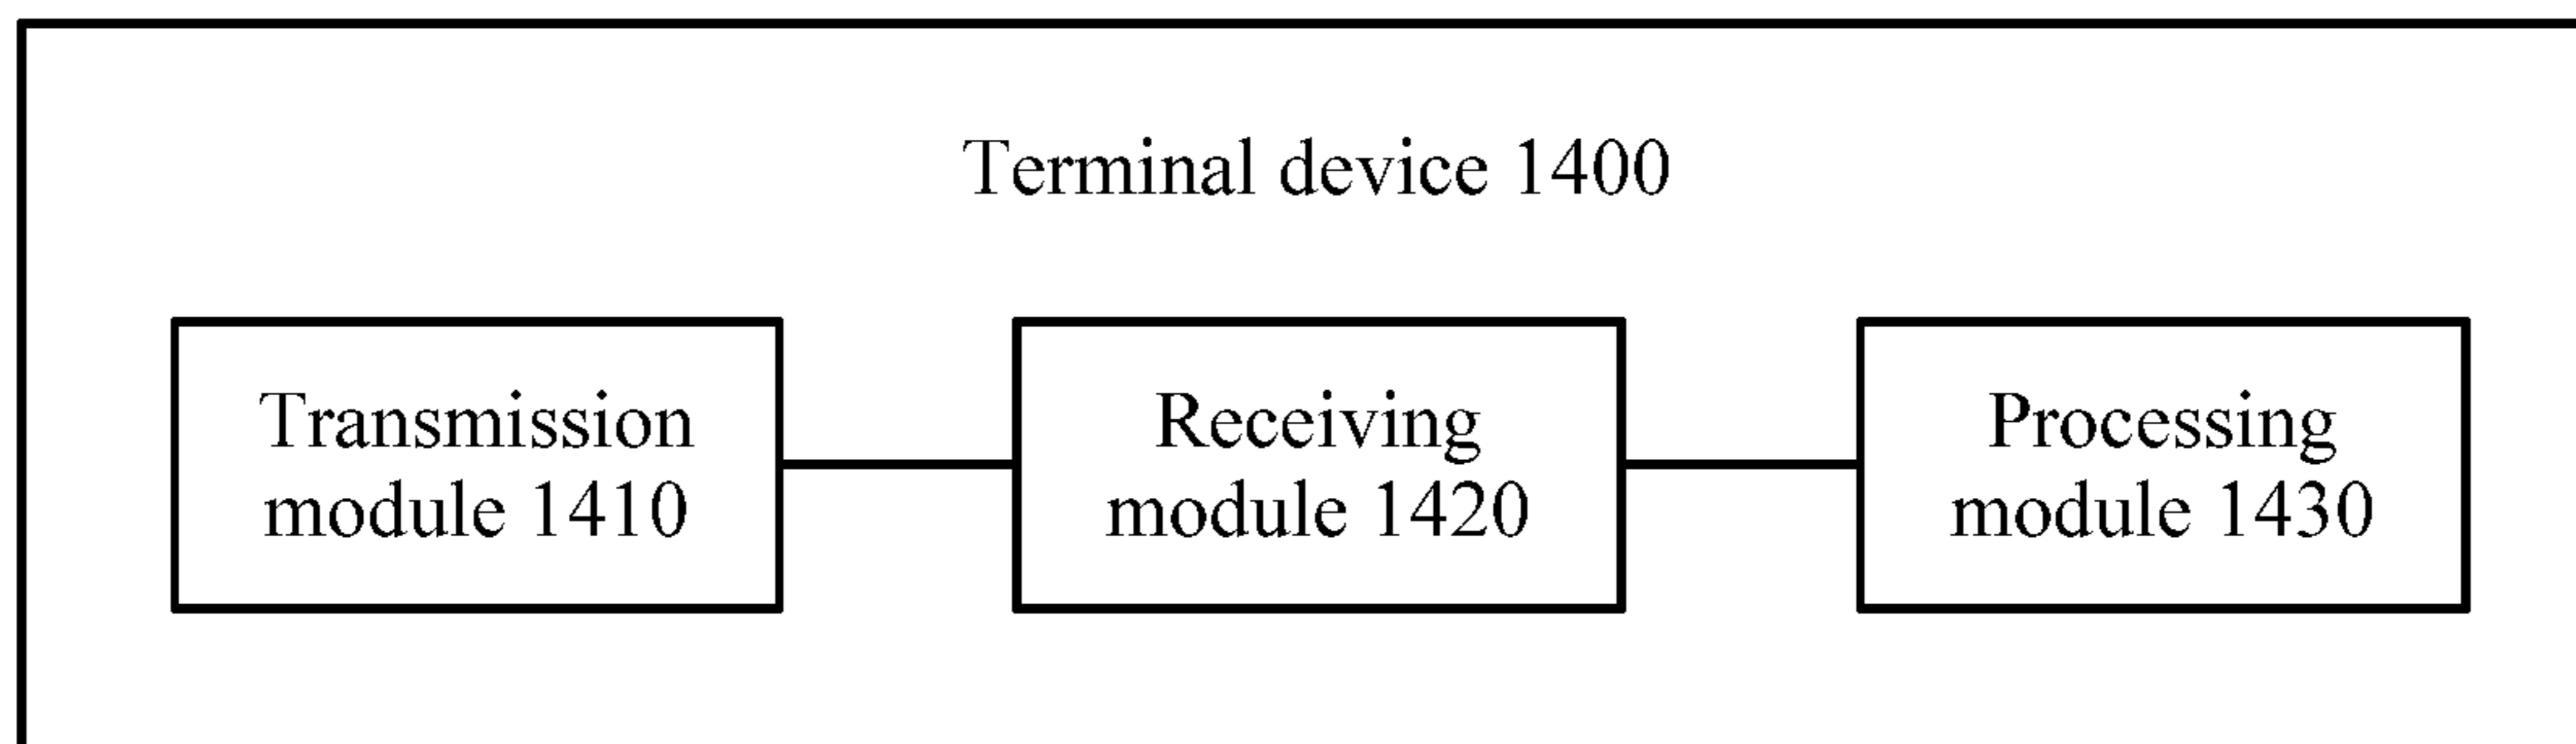 Terminal device 1400
Transmission
module 1410
Receiving
module 1420
Processing
module 1430